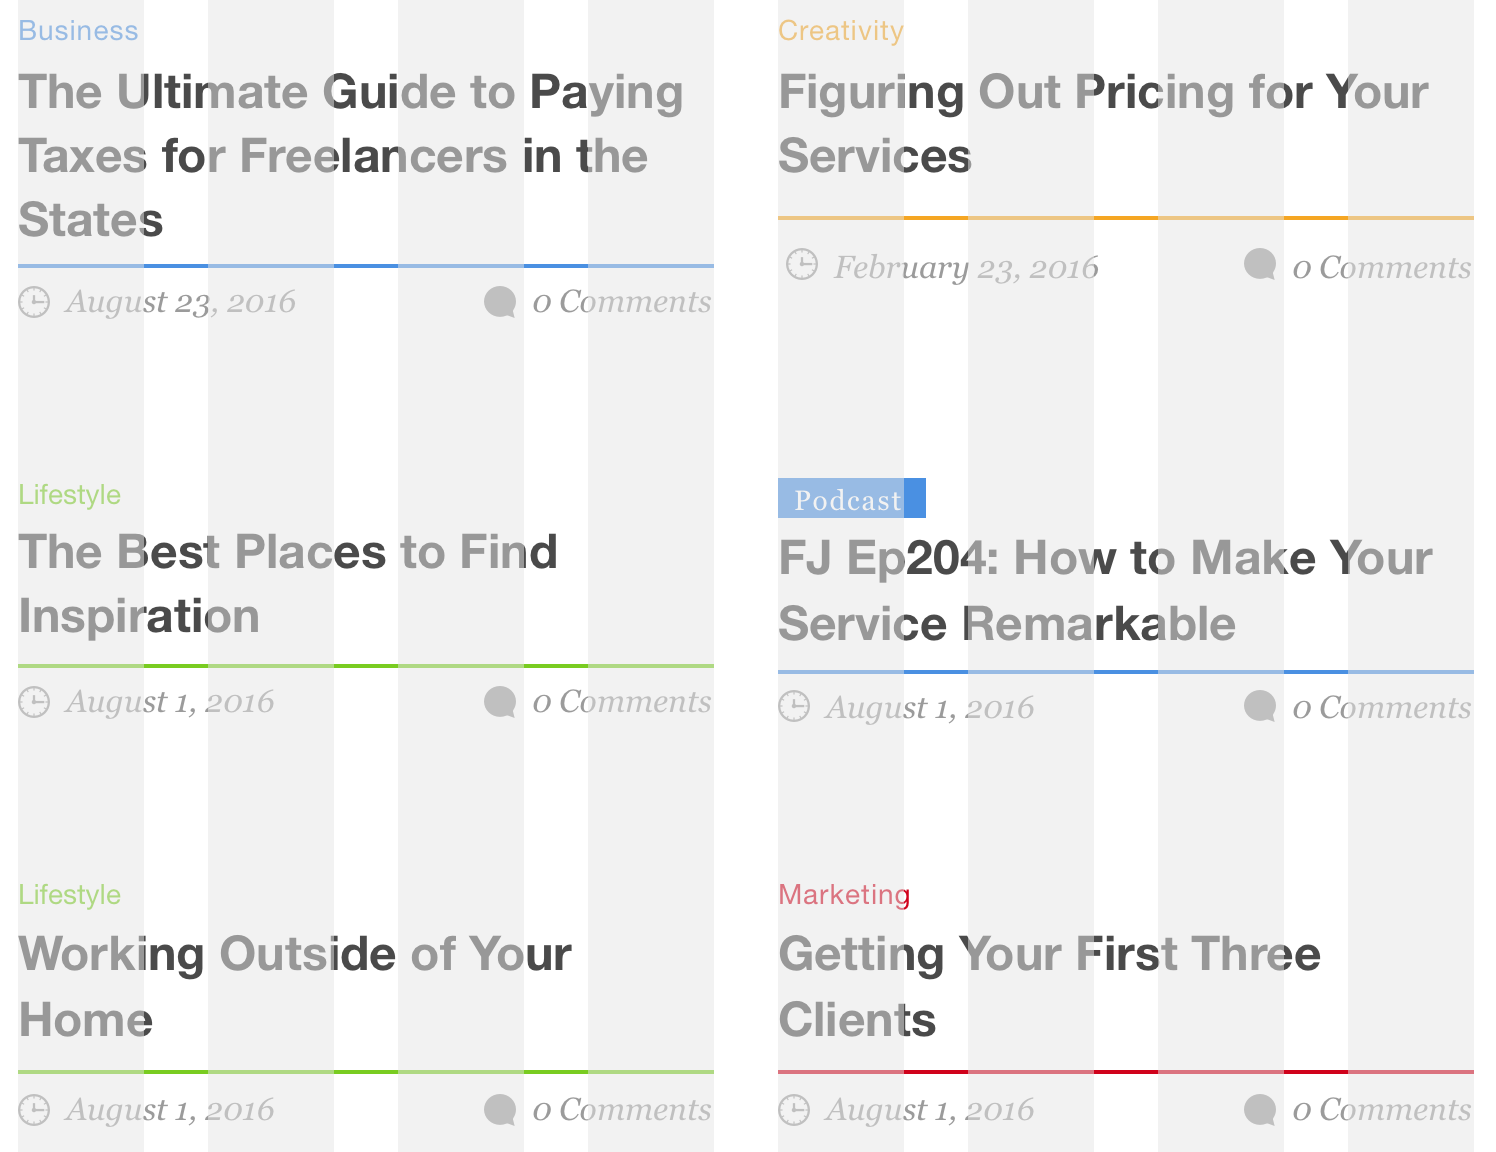 Business
The Ultimate Guide to Paying
Taxes for Freelancers in the
States
August 23, 2016
0 Comments
Creativity
Figuring Out Pricing for Your
Services
February 23, 2016
0 Comments
Lifestyle
The Best Places to Find
Inspiration
August 1, 2016
0 Comments
Podcast
FJ Ep204: How to Make Your
Service Remarkable
August 1, 2016
0 Comments
Lifestyle
Working Outside of Your
Home
August 1, 2016
0 Comments
Marketing
Getting Your First Three
Clients
August 1, 2016
0 Comments